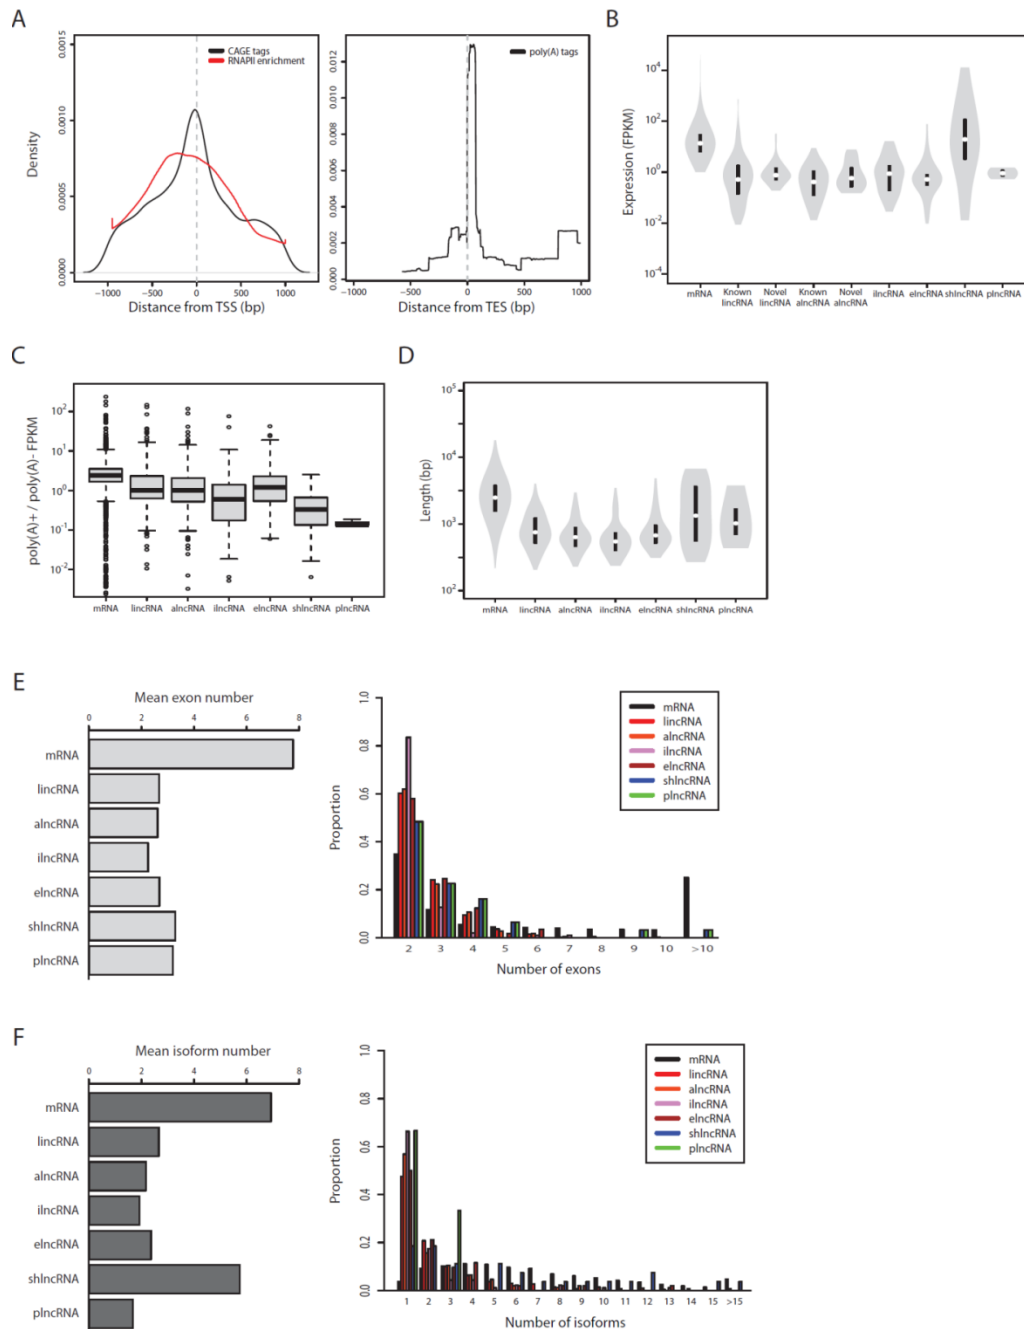 A
CAGE tags
RNAPII enrichment
Density
0.0000
0.0005
0.0010
0.0015
−1000
−500
0
500
1000
Distance from TSS (bp)
poly(A) tags
0.000
0.002
0.004
0.006
0.008
0.010
0.012
−1000
−500
0
500
1000
Distance from TES (bp)
B
Expression (FPKM)
10^4
10^2
10^0
10^-2
10^-4
mRNA
Known lincRNA
Novel lincRNA
Known alncRNA
Novel alncRNA
ilncRNA
elncRNA
shlncRNA
plncRNA
C
poly(A)+ / poly(A)- FPKM
10^2
10^1
10^0
10^-1
10^-2
mRNA
lincRNA
alncRNA
ilncRNA
elncRNA
shlncRNA
plncRNA
D
Length (bp)
10^5
10^4
10^3
10^2
mRNA
lincRNA
alncRNA
ilncRNA
elncRNA
shlncRNA
plncRNA
E
Mean exon number
0 2 4 6 8
mRNA
lincRNA
alncRNA
ilncRNA
elncRNA
shlncRNA
plncRNA
Proportion
1.0
0.8
0.6
0.4
0.2
0.0
mRNA
lincRNA
alncRNA
ilncRNA
elncRNA
shlncRNA
plncRNA
2 3 4 5 6 7 8 9 10 >10
Number of exons
F
Mean isoform number
0 2 4 6 8
mRNA
lincRNA
alncRNA
ilncRNA
elncRNA
shlncRNA
plncRNA
Proportion
1.0
0.8
0.6
0.4
0.2
0.0
mRNA
lincRNA
alncRNA
ilncRNA
elncRNA
shlncRNA
plncRNA
1 2 3 4 5 6 7 8 9 10 11 12 13 14 15 >15
Number of isoforms